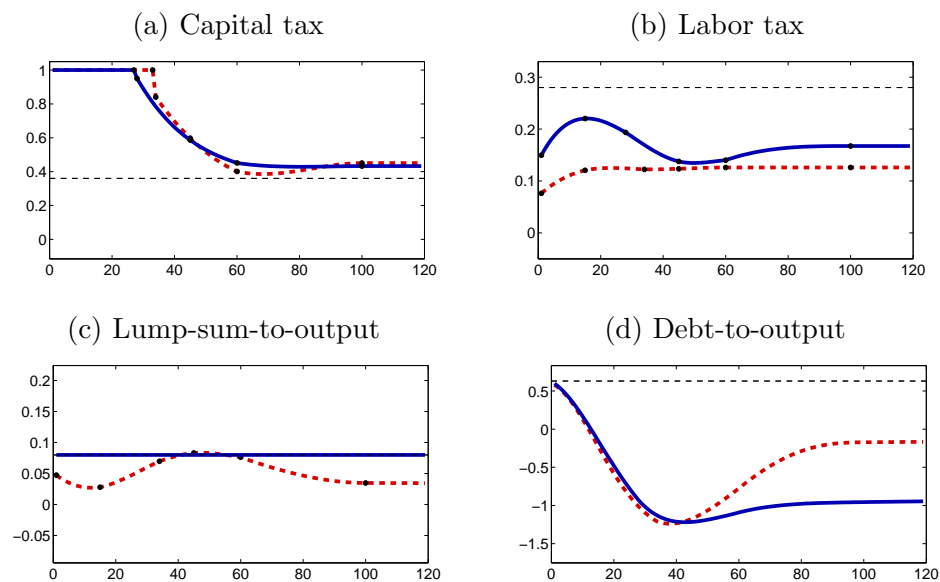 (a) Capital tax
1
0.8
0.6
0.4
0.2
0
0 20 40 60 80 100 120
(b) Labor tax
0.3
0.2
0.1
0
0 20 40 60 80 100 120
(c) Lump-sum-to-output
0.2
0.15
0.1
0.05
0
−0.05
0 20 40 60 80 100 120
(d) Debt-to-output
0.5
0
−0.5
−1
−1.5
0 20 40 60 80 100 120